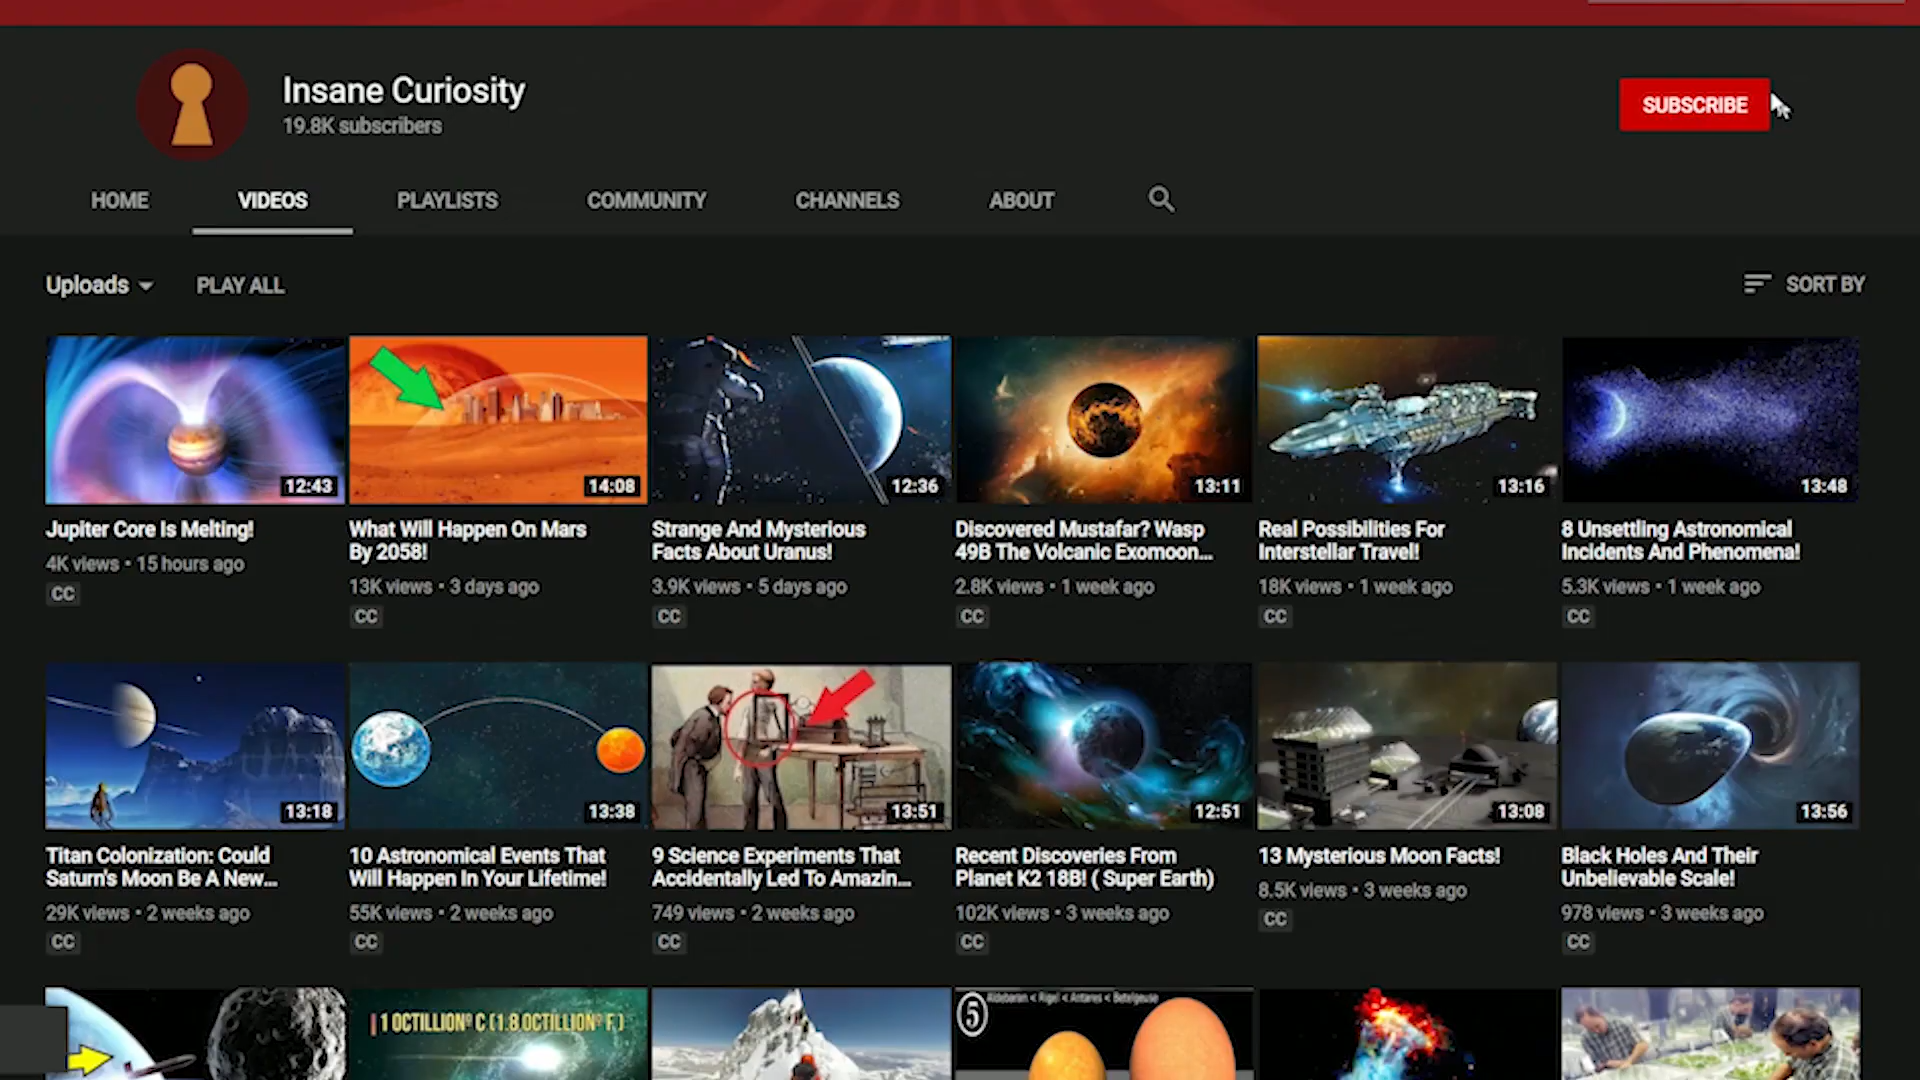 Insane Curiosity
19.8K subscribers
SUBSCRIBE
HOME VIDEOS PLAYLISTS COMMUNITY CHANNELS ABOUT
Uploads PLAY ALL SORT BY
12:43 14:08 12:36 13:11 13:16 13:48
Jupiter Core Is Melting!
4K views • 15 hours ago
CC
What Will Happen On Mars
By 2058!
13K views • 3 days ago
CC
Strange And Mysterious
Facts About Uranus!
3.9K views • 5 days ago
CC
Discovered Mustafar? Wasp
49B The Volcanic Exomoon...
2.8K views • 1 week ago
CC
Real Possibilities For
Interstellar Travel!
18K views • 1 week ago
CC
8 Unsettling Astronomical
Incidents And Phenomena!
5.3K views • 1 week ago
CC
13:18 13:38 13:51 12:51 13:08 13:56
Titan Colonization: Could
Saturn's Moon Be A New...
29K views • 2 weeks ago
CC
10 Astronomical Events That
Will Happen In Your Lifetime!
55K views • 2 weeks ago
CC
9 Science Experiments That
Accidentally Led To Amazin...
749 views • 2 weeks ago
CC
Recent Discoveries From
Planet K2 18B! ( Super Earth)
102K views • 3 weeks ago
CC
13 Mysterious Moon Facts!
8.5K views • 3 weeks ago
CC
Black Holes And Their
Unbelievable Scale!
978 views • 3 weeks ago
CC
1 OCTILLIONº C (1.8 OCTILLIONº F)
5 Aldebaran < Rigel < Antares < Betelgeuse